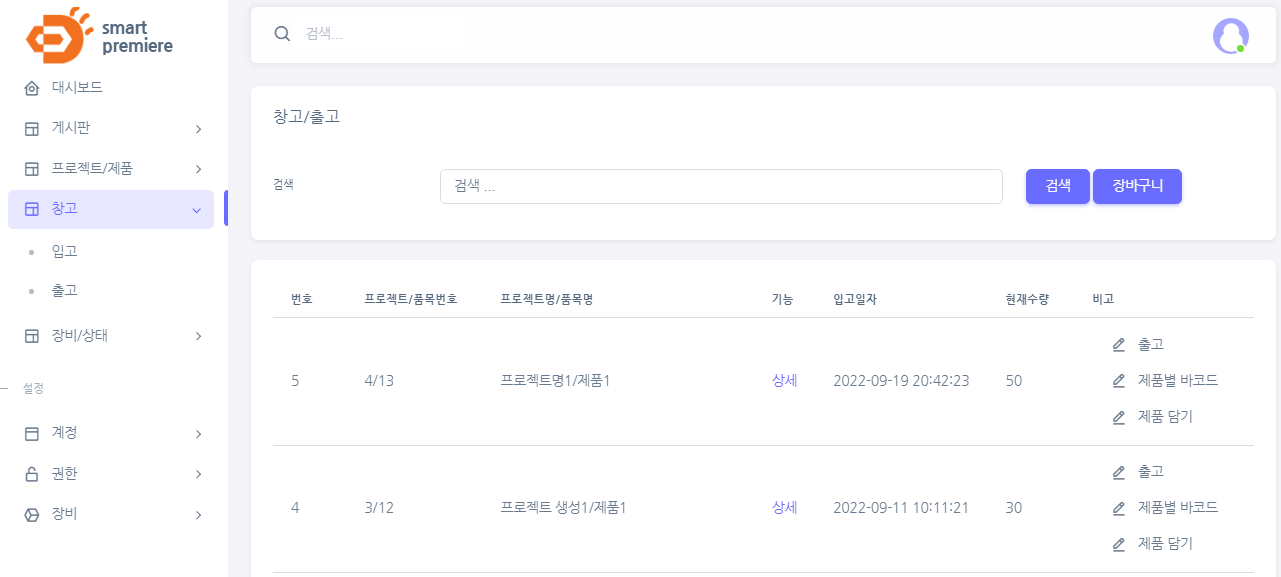 smart
premiere
대시보드
게시판
프로젝트/제품
창고
입고
출고
장비/상태
설정
계정
권한
장비
검색...
창고/출고
검색
검색 ...
검색
장바구니
번호 프로젝트/품목번호 프로젝트명/품목명 기능 입고일자 현재수량 비고
출고
5 4/13 프로젝트명1/제품1 상세 2022-09-19 20:42:23 50 제품별 바코드
제품 담기
출고
4 3/12 프로젝트 생성1/제품1 상세 2022-09-11 10:11:21 30 제품별 바코드
제품 담기